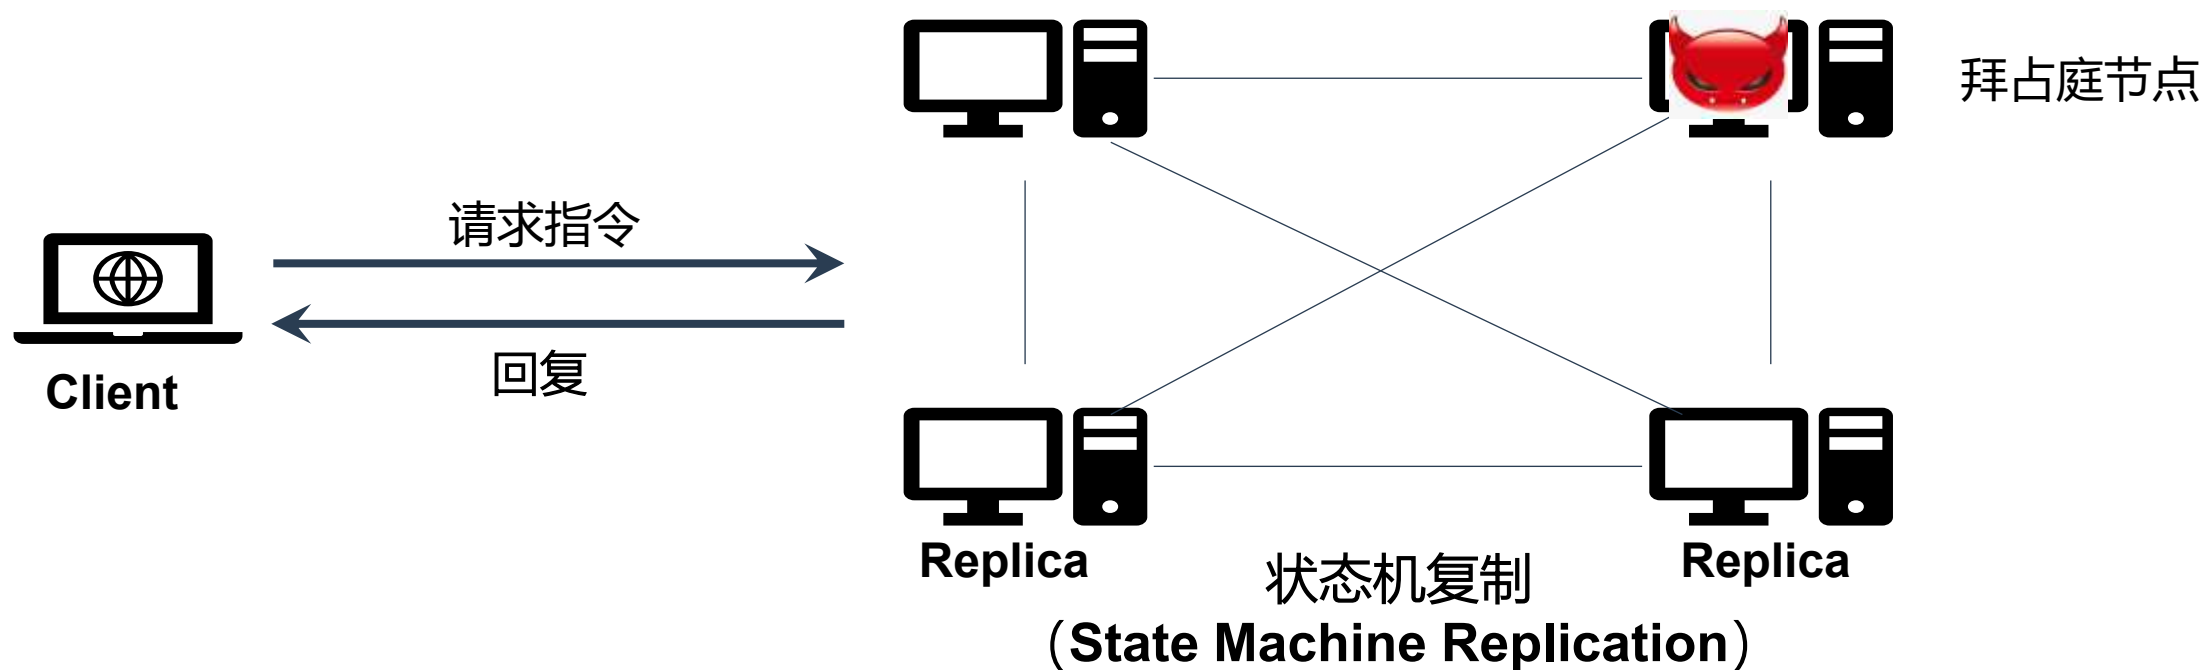 拜占庭节点
请求指令
回复
Client
Replica
Replica
状态机复制
（State Machine Replication）